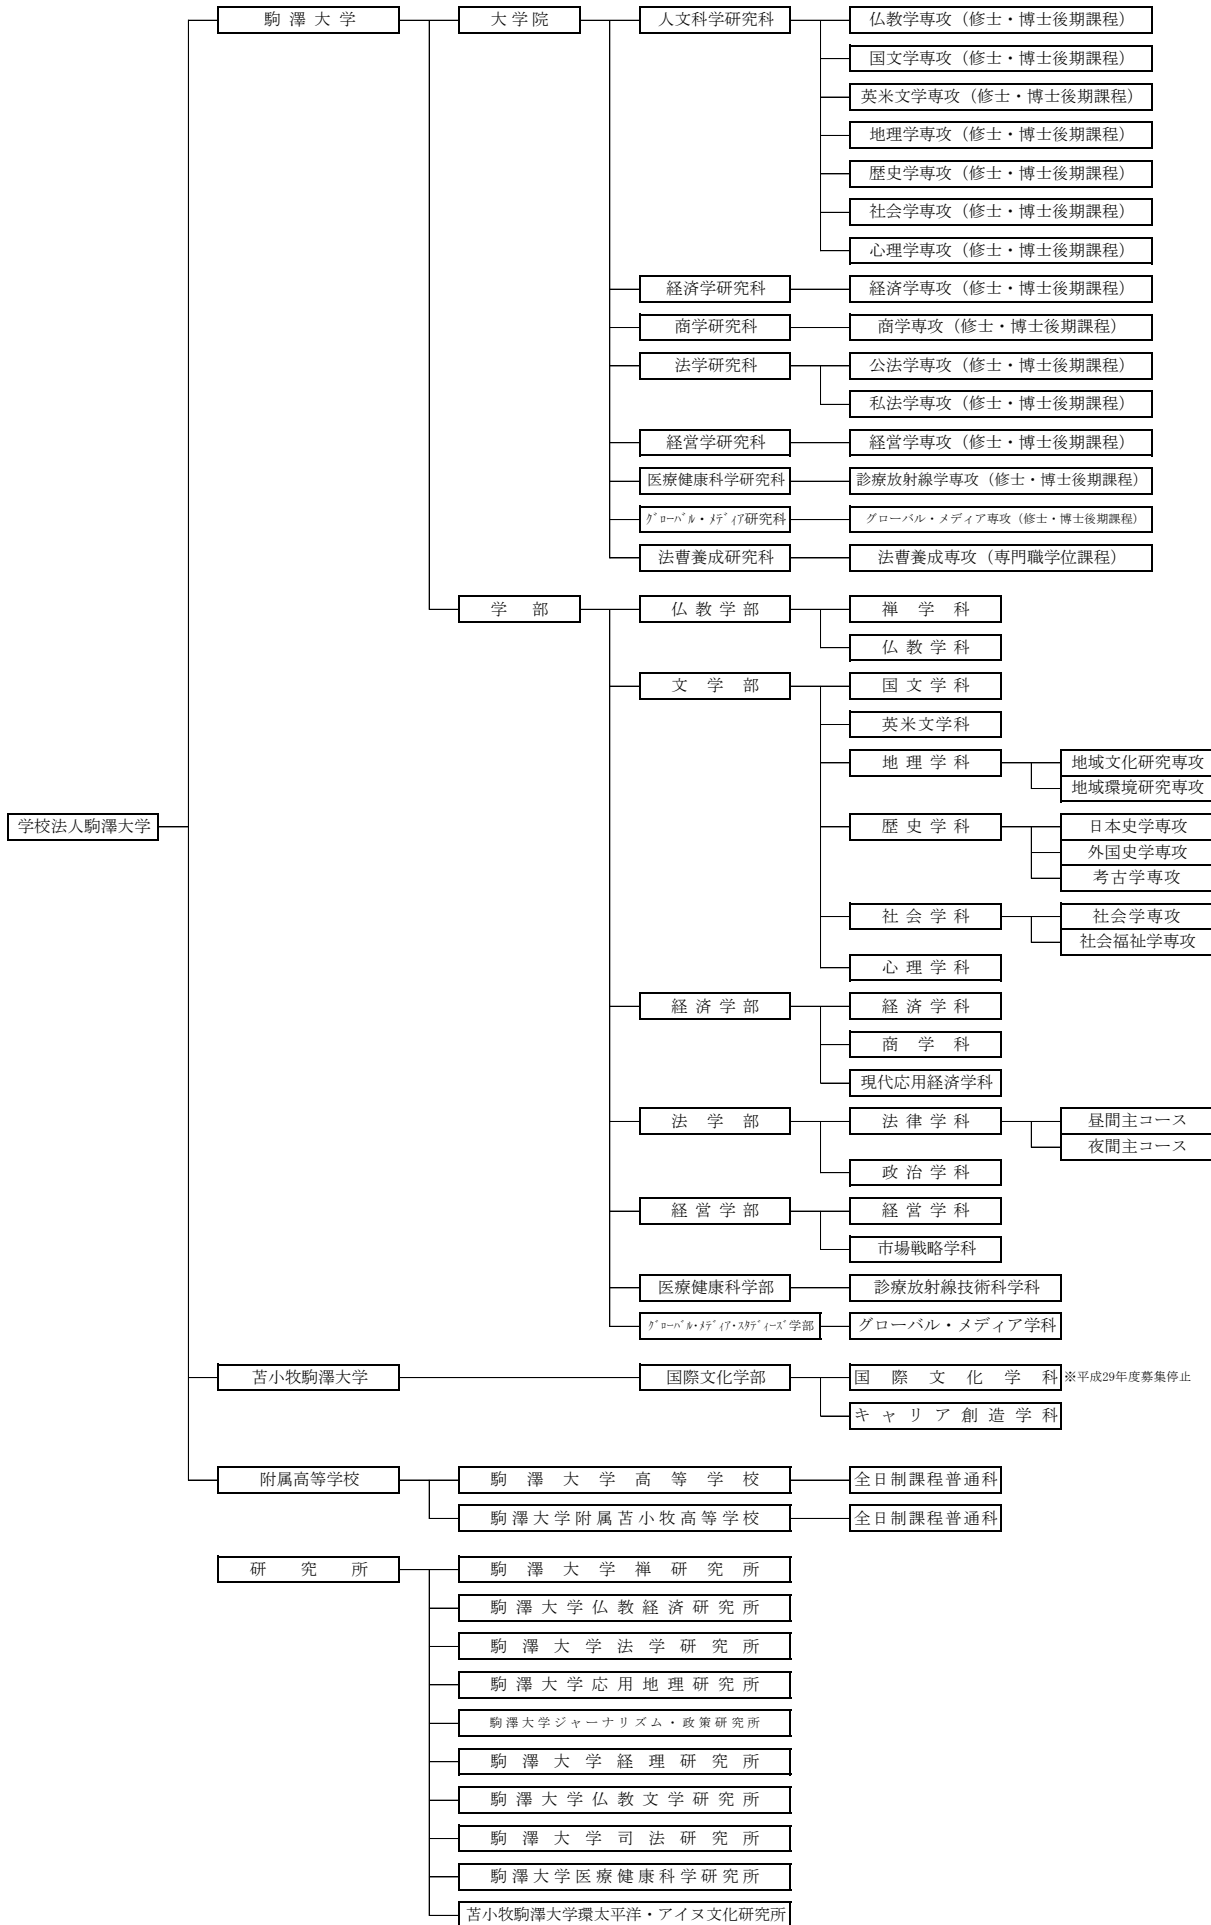 駒澤大学 大学院 人文科学研究科 仏教学専攻（修士・博士後期課程）
国文学専攻（修士・博士後期課程）
英米文学専攻（修士・博士後期課程）
地理学専攻（修士・博士後期課程）
歴史学専攻（修士・博士後期課程）
社会学専攻（修士・博士後期課程）
心理学専攻（修士・博士後期課程）
経済学研究科 経済学専攻（修士・博士後期課程）
商学研究科 商学専攻（修士・博士後期課程）
法学研究科 公法学専攻（修士・博士後期課程）
私法学専攻（修士・博士後期課程）
経営学研究科 経営学専攻（修士・博士後期課程）
医療健康科学研究科 診療放射線学専攻（修士・博士後期課程）
ｸﾞﾛｰﾊﾞﾙ・ﾒﾃﾞｨｱ研究科 グローバル・メディア専攻（修士・博士後期課程）
法曹養成研究科 法曹養成専攻（専門職学位課程）
学部 仏教学部 禅学科
仏教学科
文学部 国文学科
英米文学科
地理学科 地域文化研究専攻
地域環境研究専攻
学校法人駒澤大学
歴史学科 日本史学専攻
外国史学専攻
考古学専攻
社会学科 社会学専攻
社会福祉学専攻
心理学科
経済学部 経済学科
商学科
現代応用経済学科
法学部 法律学科 昼間主コース
夜間主コース
政治学科
経営学部 経営学科
市場戦略学科
医療健康科学部 診療放射線技術科学科
ｸﾞﾛｰﾊﾞﾙ・ﾒﾃﾞｨｱ・ｽﾀﾃﾞｨｰｽﾞ学部 グローバル・メディア学科
苫小牧駒澤大学 国際文化学部 国際文化学科 ※平成29年度募集停止
キャリア創造学科
附属高等学校 駒澤大学高等学校 全日制課程普通科
駒澤大学附属苫小牧高等学校 全日制課程普通科
研究所 駒澤大学禅研究所
駒澤大学仏教経済研究所
駒澤大学法学研究所
駒澤大学応用地理研究所
駒澤大学ジャーナリズム・政策研究所
駒澤大学経理研究所
駒澤大学仏教文学研究所
駒澤大学司法研究所
駒澤大学医療健康科学研究所
苫小牧駒澤大学環太平洋・アイヌ文化研究所